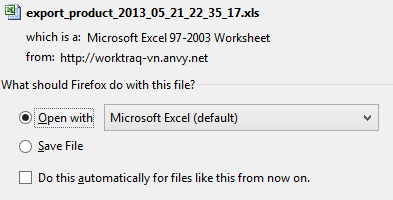 export_product_2013_05_21_22_35_17.xls
which is a: Microsoft Excel 97-2003 Worksheet
from: http://worktraq-vn.anvy.net
What should Firefox do with this file?
Open with Microsoft Excel (default)
Save File
Do this automatically for files like this from now on.